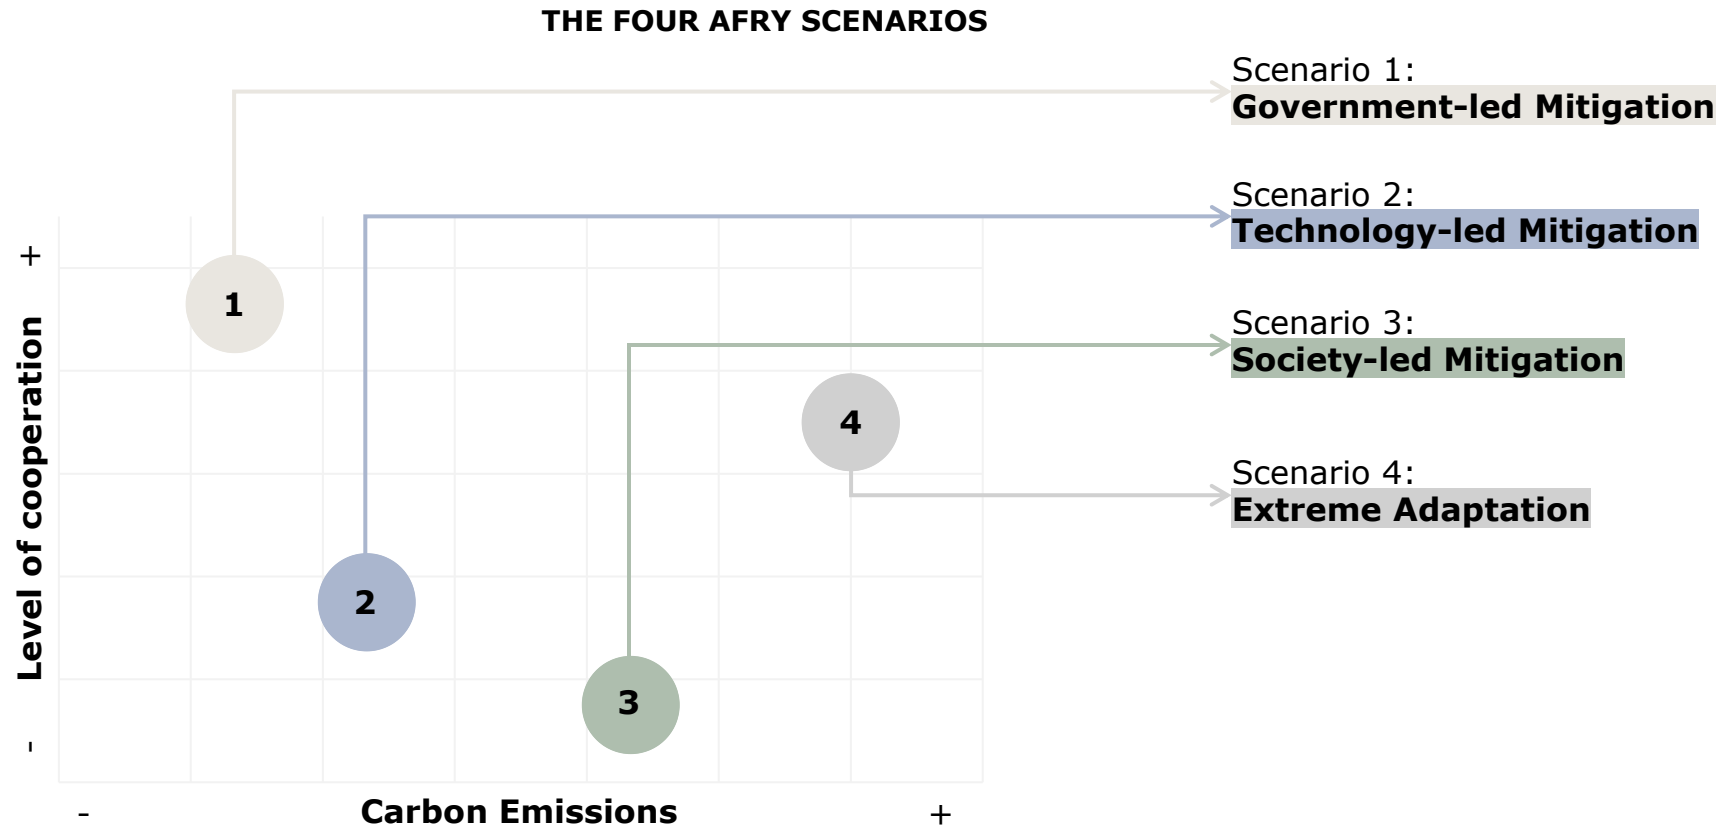 THE FOUR AFRY SCENARIOS
Scenario 1:
Government-led Mitigation
Scenario 2:
Technology-led Mitigation
Scenario 3:
Society-led Mitigation
Scenario 4:
Extreme Adaptation
1
2
3
4
- Level of cooperation +
- Carbon Emissions +